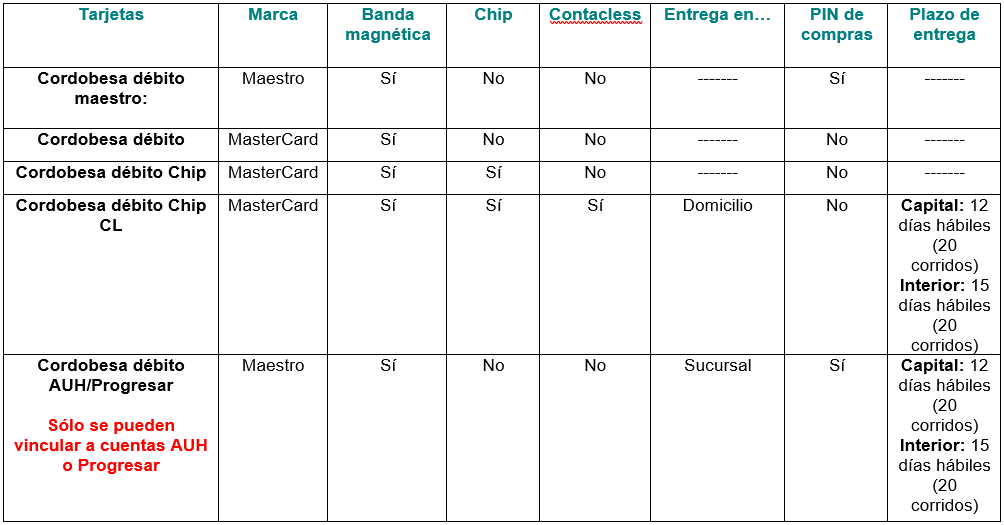 Tarjetas
Marca
Banda
magnética
Chip
Contacless
Entrega en…
PIN de
compras
Plazo de
entrega
Cordobesa débito
maestro:
Maestro
Sí
No
No
-------
Sí
-------
Cordobesa débito
MasterCard
Sí
No
No
-------
No
-------
Cordobesa débito Chip
MasterCard
Sí
Sí
No
-------
No
-------
Cordobesa débito Chip
CL
MasterCard
Sí
Sí
Sí
Domicilio
No
Capital: 12
días hábiles
(20
corridos)
Interior: 15
días hábiles
(20
corridos)
Cordobesa débito
AUH/Progresar
Sólo se pueden
vincular a cuentas AUH
o Progresar
Maestro
Sí
No
No
Sucursal
Sí
Capital: 12
días hábiles
(20
corridos)
Interior: 15
días hábiles
(20
corridos)